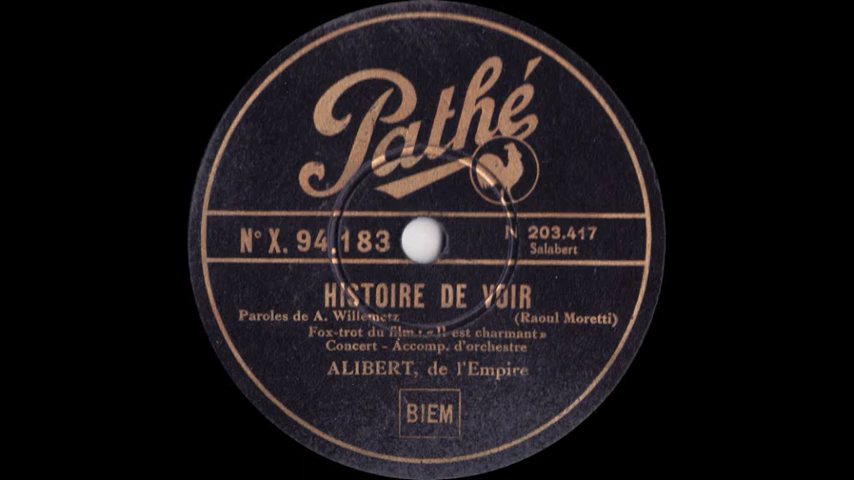 Pathé
N° X. 94.183
N 203.417
Salabert
HISTOIRE DE VOIR
Paroles de A. Willemetz (Raoul Moretti)
Fox-trot du film : « Il est charmant »
Concert - Accomp. d'orchestre
ALIBERT, de l'Empire
BIEM